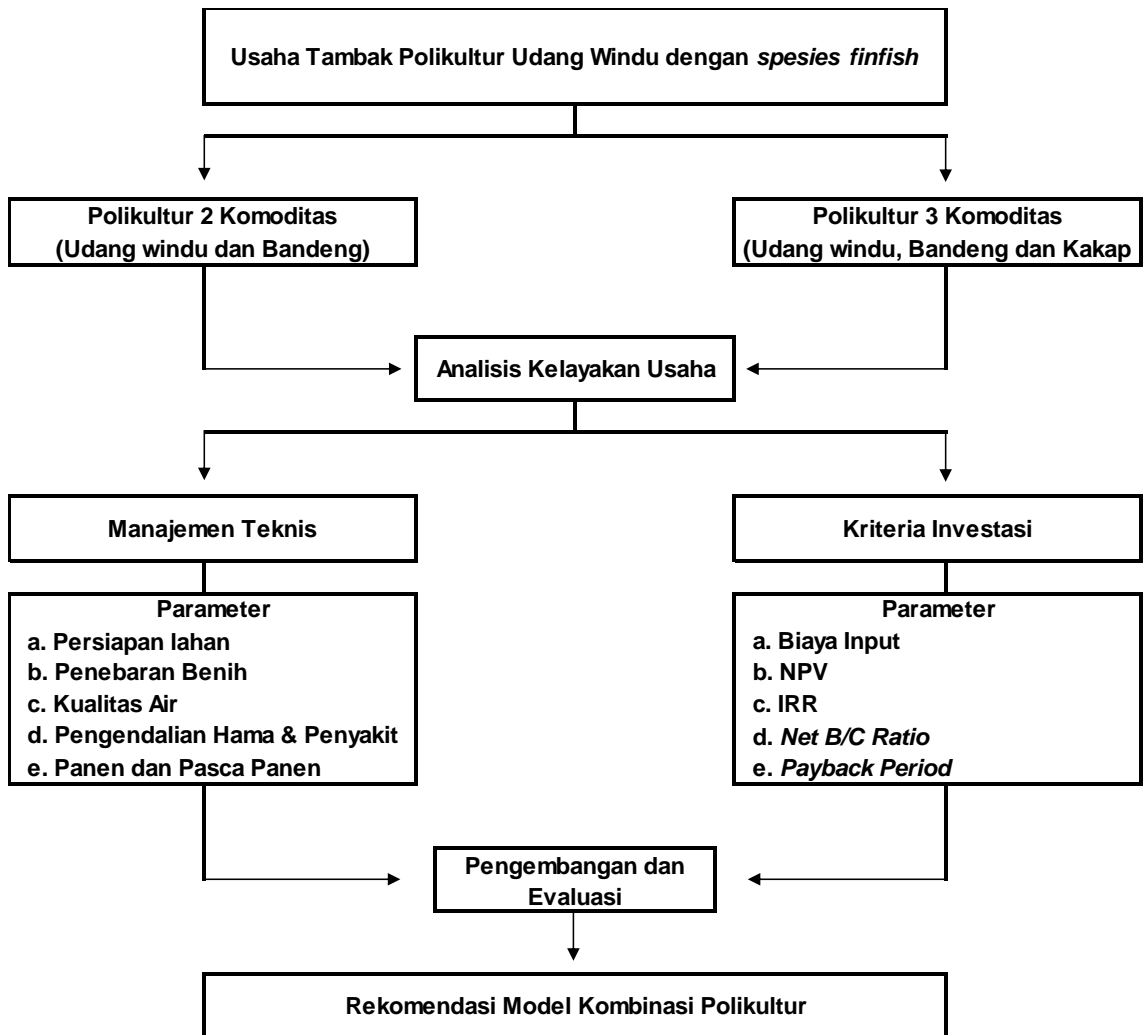 Usaha Tambak Polikultur Udang Windu dengan spesies finfish
Polikultur 2 Komoditas
(Udang windu dan Bandeng)
Polikultur 3 Komoditas
(Udang windu, Bandeng dan Kakap
Analisis Kelayakan Usaha
Manajemen Teknis
Kriteria Investasi
Parameter
a. Persiapan lahan
b. Penebaran Benih
c. Kualitas Air
d. Pengendalian Hama & Penyakit
e. Panen dan Pasca Panen
Parameter
a. Biaya Input
b. NPV
c. IRR
d. Net B/C Ratio
e. Payback Period
Pengembangan dan
Evaluasi
Rekomendasi Model Kombinasi Polikultur